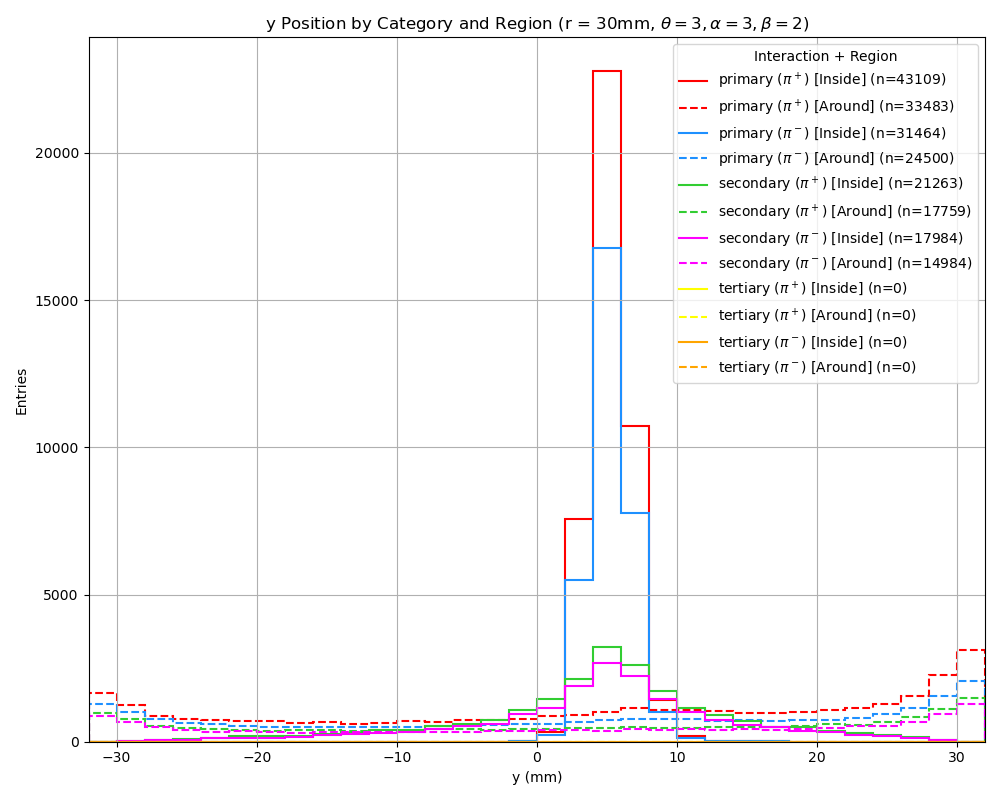 y Position by Category and Region (r = 30mm, θ = 3, α = 3, β = 2)
Interaction + Region
primary (π⁺) [Inside] (n=43109)
primary (π⁺) [Around] (n=33483)
primary (π⁻) [Inside] (n=31464)
primary (π⁻) [Around] (n=24500)
secondary (π⁺) [Inside] (n=21263)
secondary (π⁺) [Around] (n=17759)
secondary (π⁻) [Inside] (n=17984)
secondary (π⁻) [Around] (n=14984)
tertiary (π⁺) [Inside] (n=0)
tertiary (π⁺) [Around] (n=0)
tertiary (π⁻) [Inside] (n=0)
tertiary (π⁻) [Around] (n=0)
Entries
20000
15000
10000
5000
0
−30 −20 −10 0 10 20 30
y (mm)